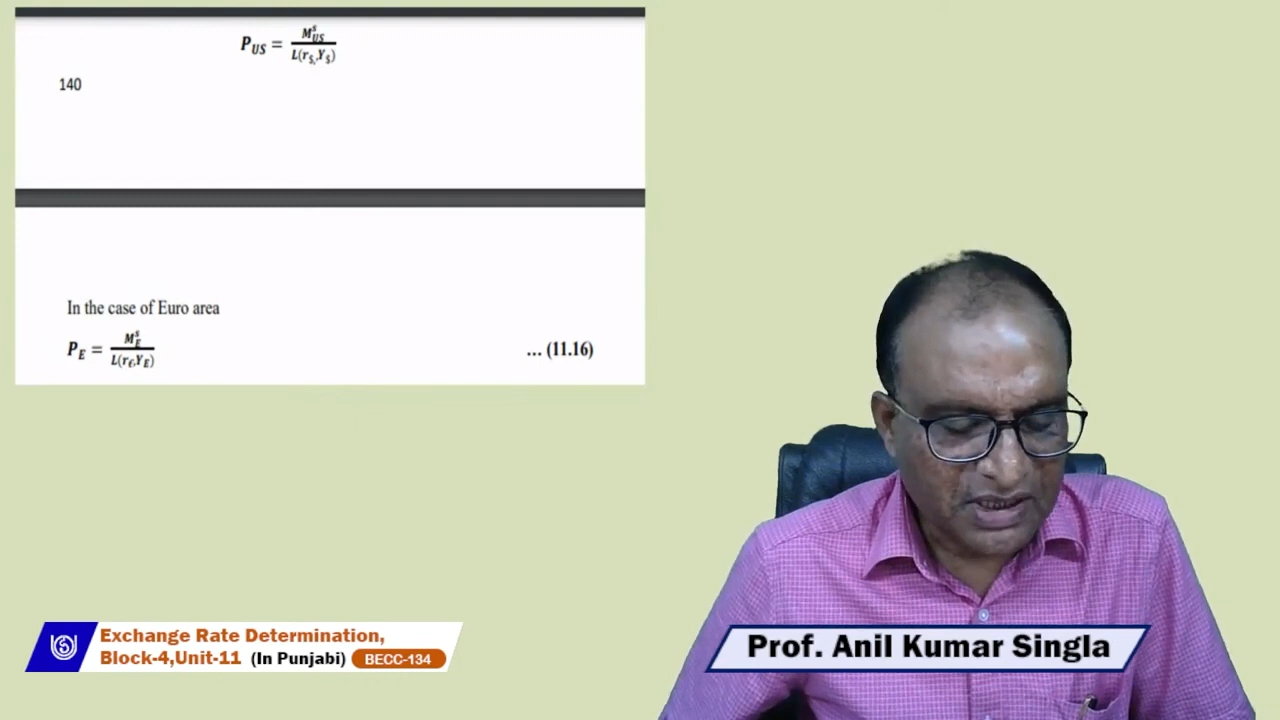 P_US = M^s_US / L(r_$,Y_$)
140
In the case of Euro area
P_E = M^s_E / L(r_€,Y_E) ... (11.16)
Exchange Rate Determination,
Block-4,Unit-11 (In Punjabi) BECC-134
Prof. Anil Kumar Singla